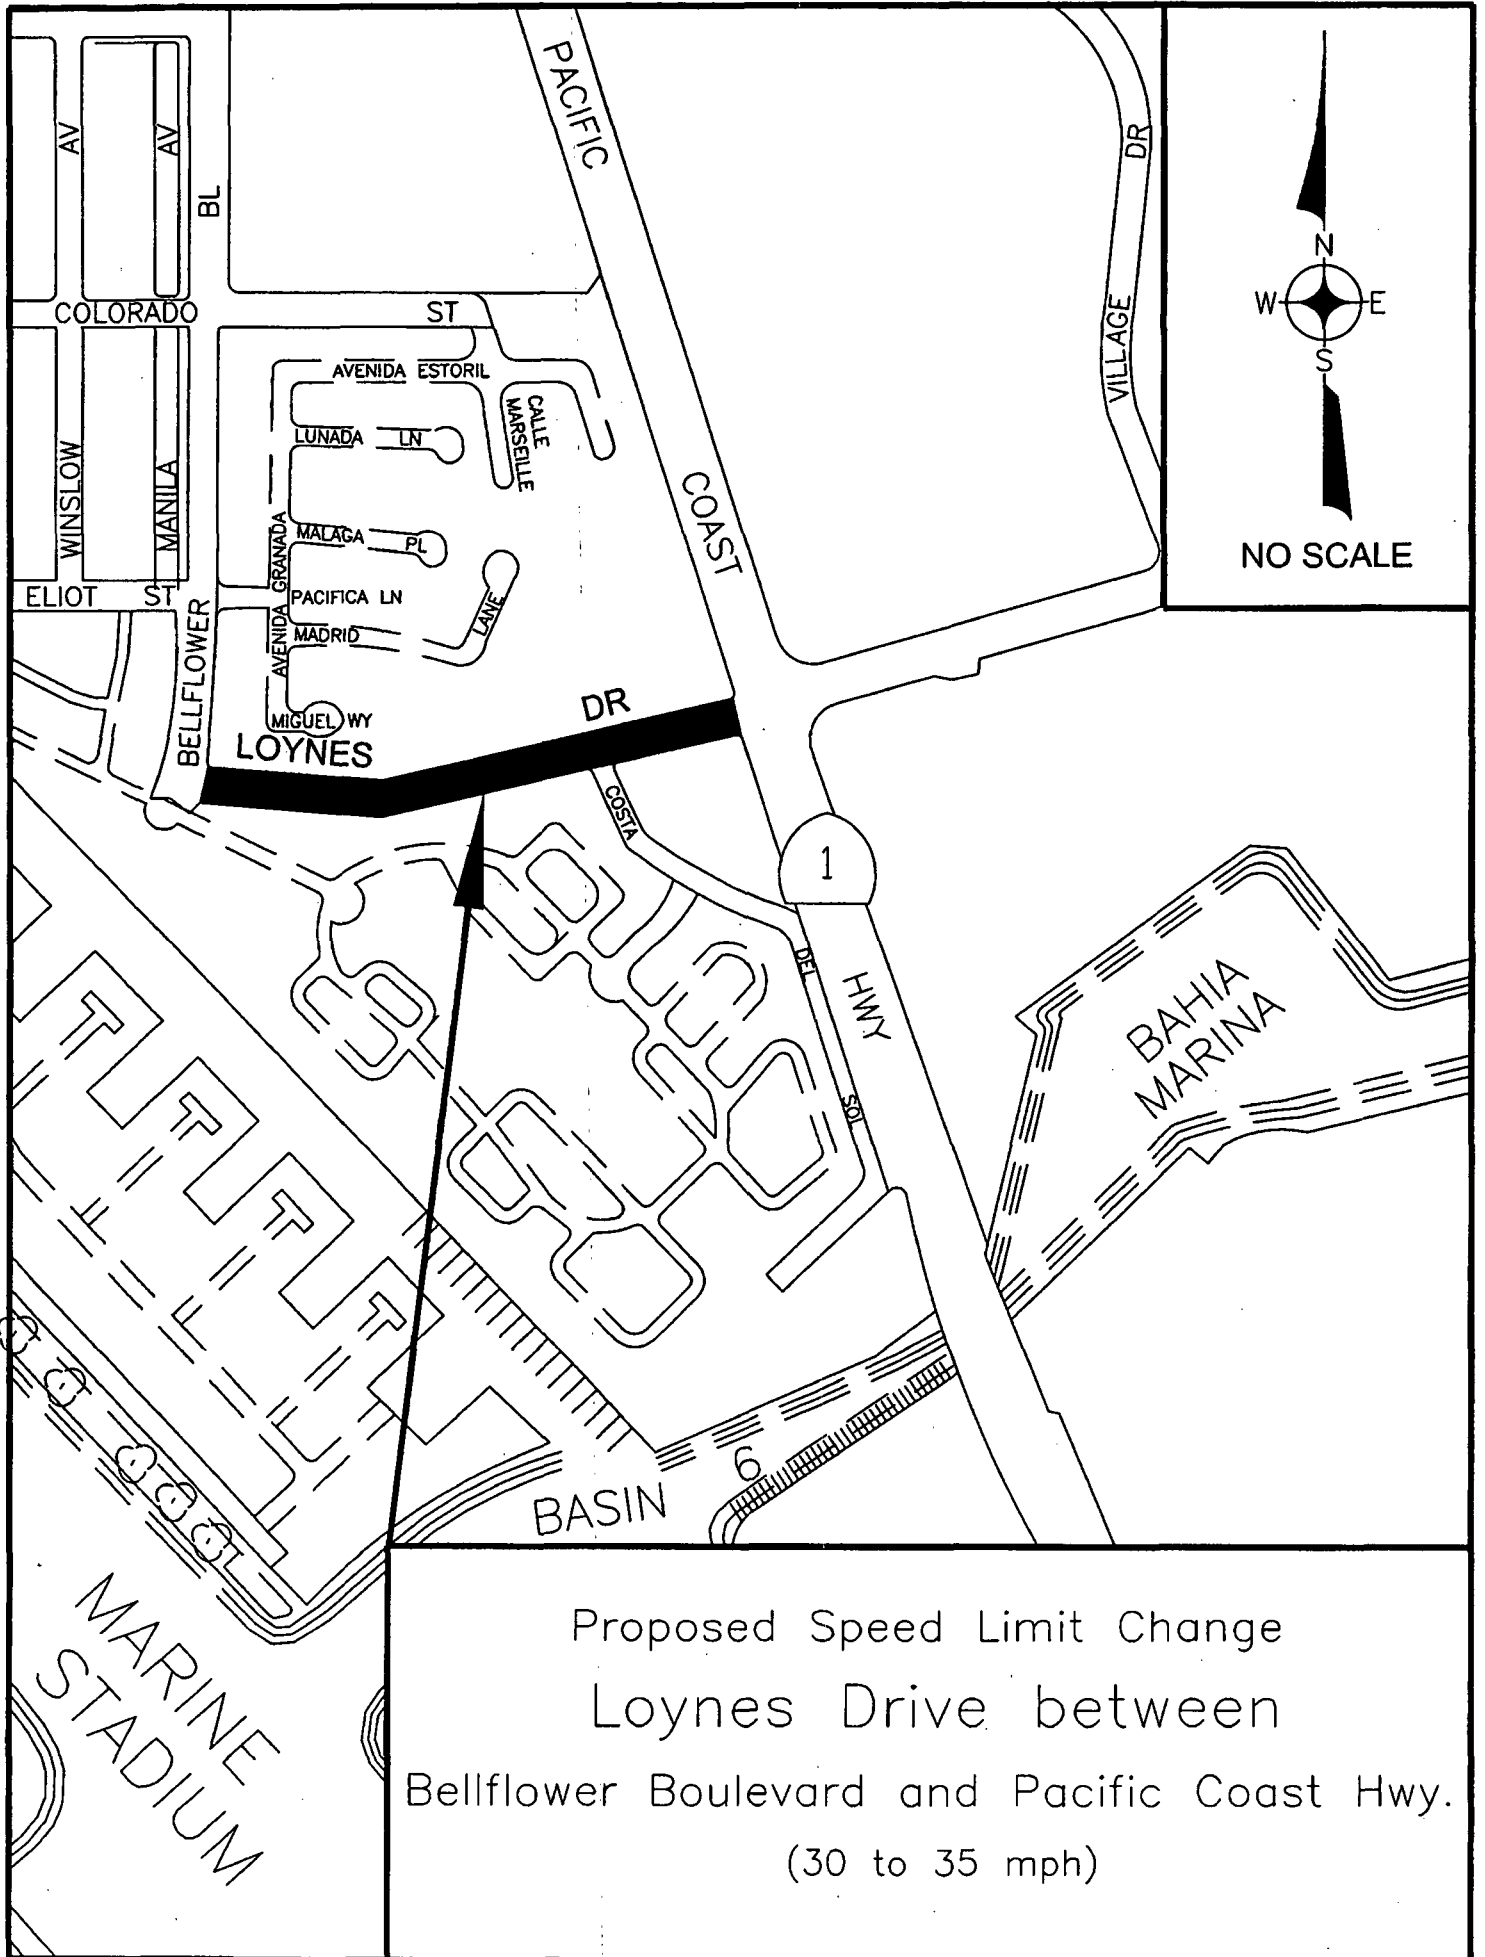 PACIFIC
COAST
HWY
1
AV
AV
BL
DR
VILLAGE
N
W E
S
NO SCALE
COLORADO ST
AVENIDA ESTORIL
CALLE
MARSEILLE
LUNADA LN
WINSLOW
MANILA
MALAGA PL
AVENIDA GRANADA
ELIOT ST
PACIFICA LN
MADRID LANE
BELLFLOWER
MIGUEL WY
LOYNES DR
COSTA DEL SOL
BAHIA
MARINA
BASIN 6
MARINE
STADIUM
Proposed Speed Limit Change
Loynes Drive between
Bellflower Boulevard and Pacific Coast Hwy.
(30 to 35 mph)